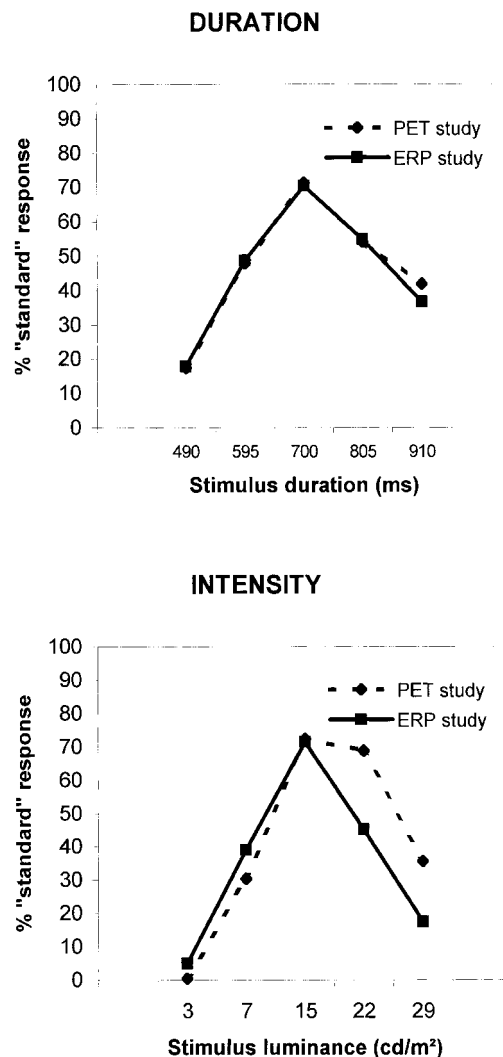 DURATION
100
90
80
70
60
50
40
30
20
10
0
% "standard" response
PET study
ERP study
490 595 700 805 910
Stimulus duration (ms)
INTENSITY
100
90
80
70
60
50
40
30
20
10
0
% "standard" response
PET study
ERP study
3 7 15 22 29
Stimulus luminance (cd/m²)